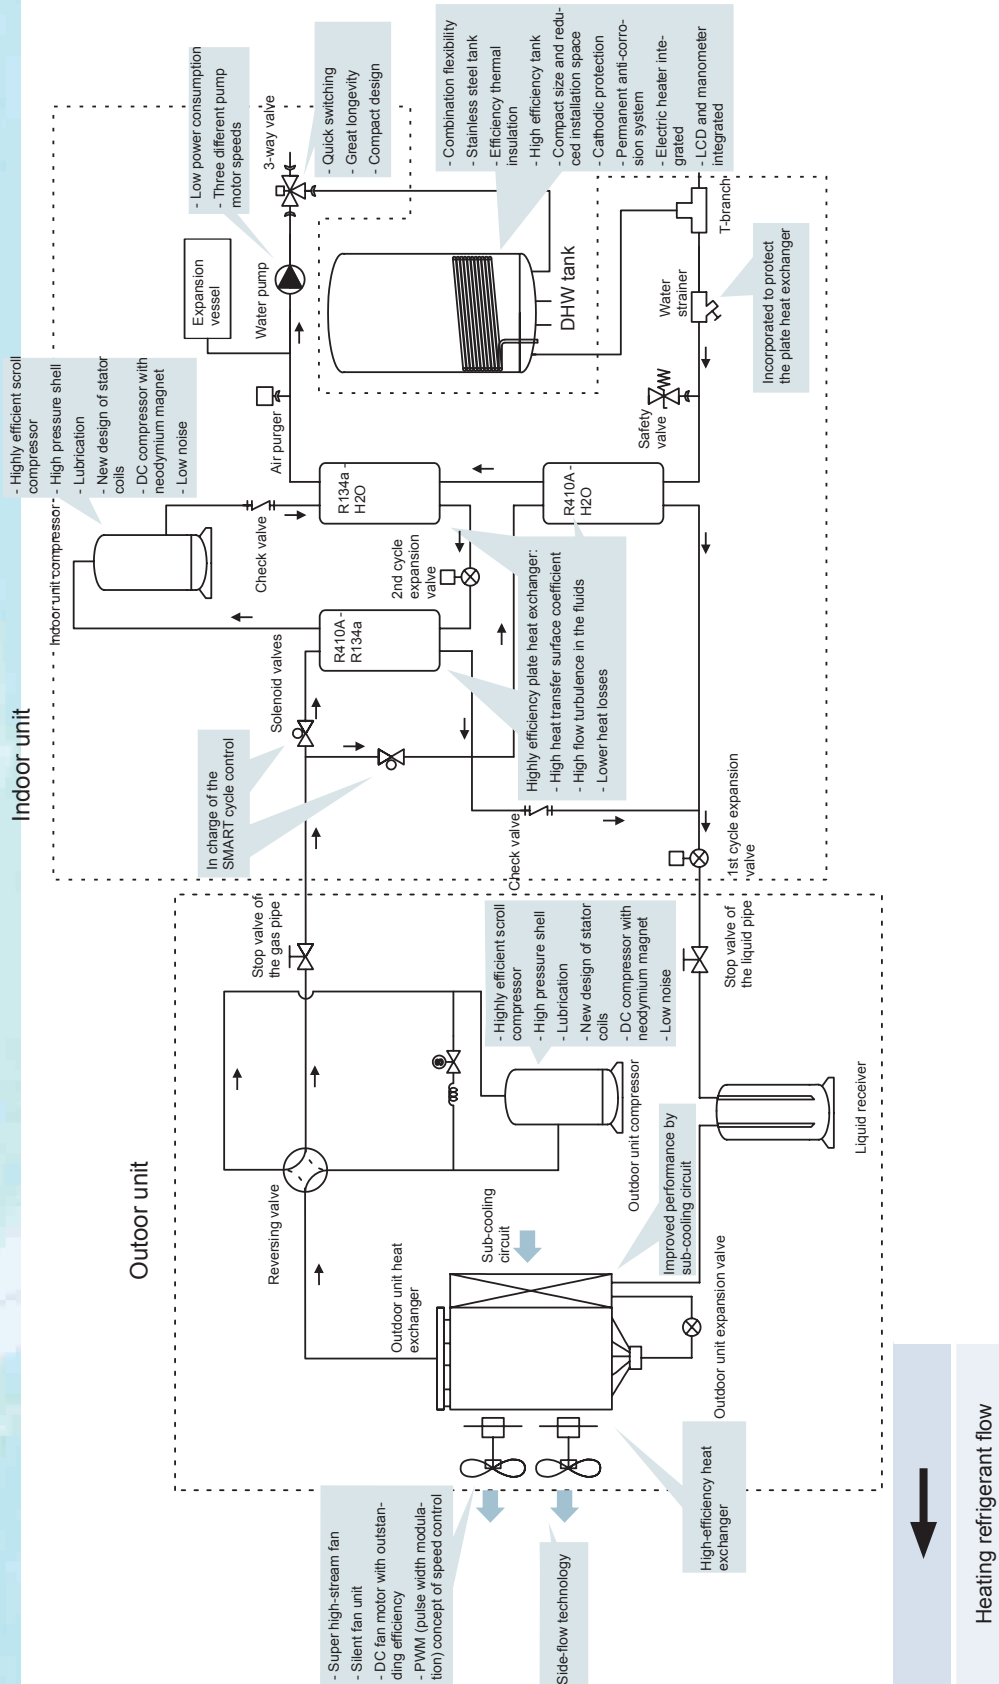 Indoor unit
Outoor unit
- Low power consumption
- Three different pump
motor speeds
3-way valve
- Quick switching
- Great longevity
- Compact design
- Combination flexibility
- Stainless steel tank
- Efficiency thermal
insulation
- High efficiency tank
- Compact size and redu-
ced installation space
- Cathodic protection
- Permanent anti-corro-
sion system
- Electric heater inte-
grated
- LCD and manometer
integrated
Expansion
vessel
Water pump
Air purger
DHW tank
T-branch
Water
strainer
Incorporated to protect
the plate heat exchanger
Safety
valve
- Highly efficient scroll
compressor
- High pressure shell
- Lubrication
- New design of stator
coils
- DC compressor with
neodymium magnet
- Low noise
Indoor unit compressor
Check valve
R134a -
H2O
R410A -
H2O
2nd cycle
expansion
valve
R410A -
R134a
Solenoid valves
In charge of the
SMART cycle control
Highly efficiency plate heat exchanger:
- High heat transfer surface coefficient
- High flow turbulence in the fluids
- Lower heat losses
Check valve
1st cycle expansion
valve
Stop valve of
the gas pipe
Stop valve of
the liquid pipe
- Highly efficient scroll
compressor
- High pressure shell
- Lubrication
- New design of stator
coils
- DC compressor with
neodymium magnet
- Low noise
Outdoor unit compressor
Liquid receiver
Reversing valve
Sub-cooling
circuit
Improved performance by
sub-cooling circuit
Outdoor unit heat
exchanger
Outdoor unit expansion valve
High-efficiency heat
exchanger
- Super high-stream fan
- Silent fan unit
- DC fan motor with outstan-
ding efficiency
- PWM (pulse width modula-
tion) concept of speed control
Side-flow technology
Heating refrigerant flow